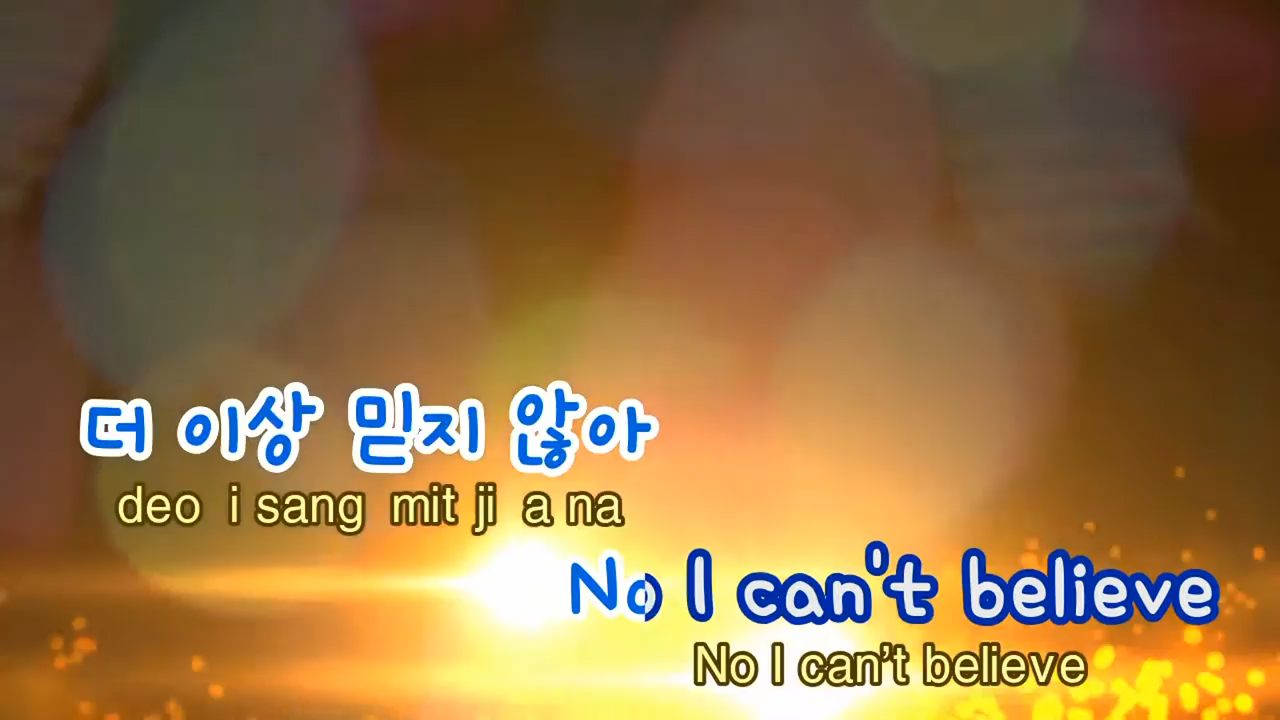 더 이상 믿지 않아
deo i sang mit ji a na
No I can't believe
No I can't believe